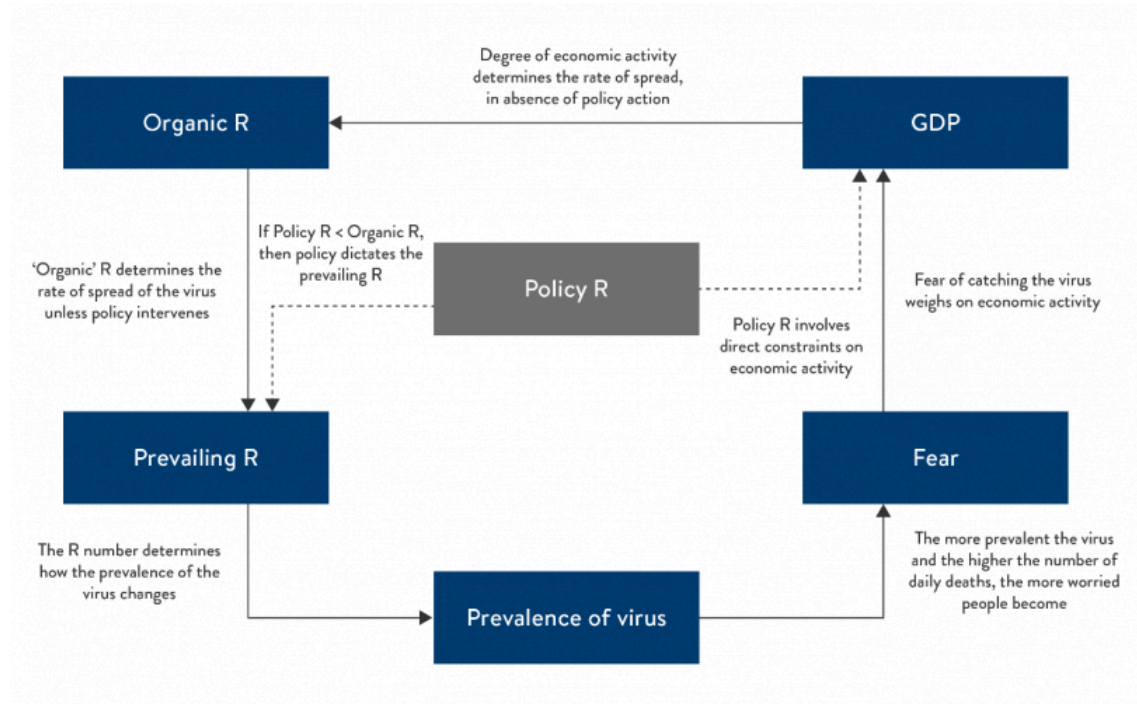 Degree of economic activity
determines the rate of spread,
in absence of policy action
Organic R
GDP
If Policy R < Organic R,
then policy dictates the
prevailing R
‘Organic’ R determines the
rate of spread of the virus
unless policy intervenes
Policy R
Fear of catching the virus
weighs on economic activity
Policy R involves
direct constraints on
economic activity
Prevailing R
Fear
The R number determines
how the prevalence of the
virus changes
The more prevalent the virus
and the higher the number of
daily deaths, the more worried
people become
Prevalence of virus